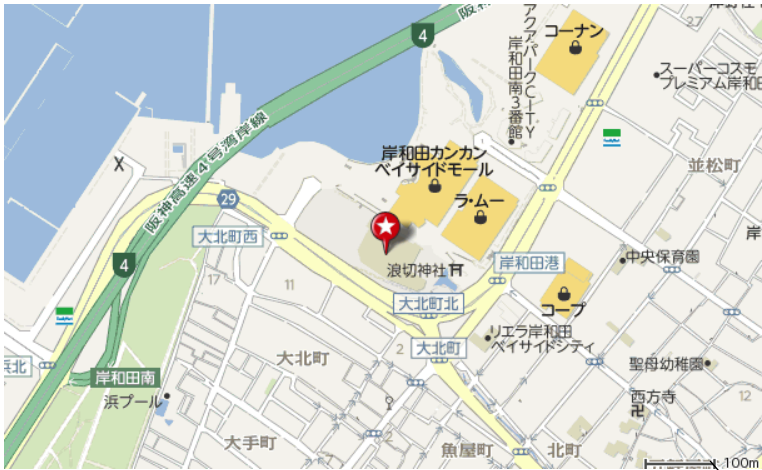 コーナン
アクアパークCITY
岸和田南3番館
スーパーコスモ
プレミアム岸和田
4
阪神高速4号湾岸線
岸和田カンカン
ベイサイドモール
ラ・ムー
並松町
27
29
大北町西
浪切神社
岸和田港
中央保育園
4
17
11
大北町北
コープ
FamilyMart
浜北
大北町
2
大北町
リエラ岸和田
ベイサイドシティ
聖母幼稚園
岸和田南
浜プール
12
西方寺
大手町
魚屋町
北町
100m